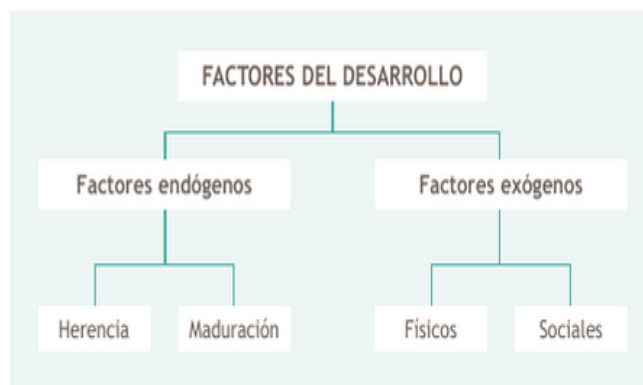 FACTORES DEL DESARROLLO
Factores endógenos
Factores exógenos
Herencia
Maduración
Físicos
Sociales